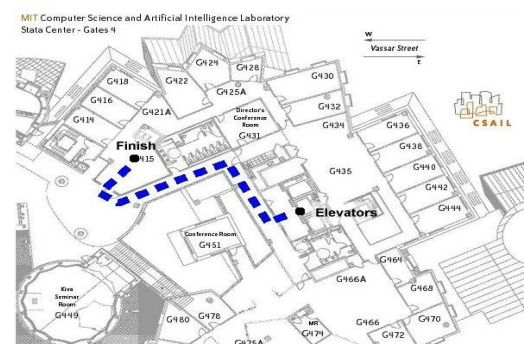 MIT Computer Science and Artificial Intelligence Laboratory
Stata Center - Gates 4
W
Vassar Street
CSAIL
G418
G416
G414
G422
G424
G428
G425A
G421A
Director's
Conference
Room
G431
G430
G432
G434
G436
G438
G440
G442
G444
G435
Finish
415
Elevators
Conference Room
G451
G466A
G464
G468
G470
G466
G472
MR
G474
Kiva
Seminar
Room
G449
G480
G478
G475A